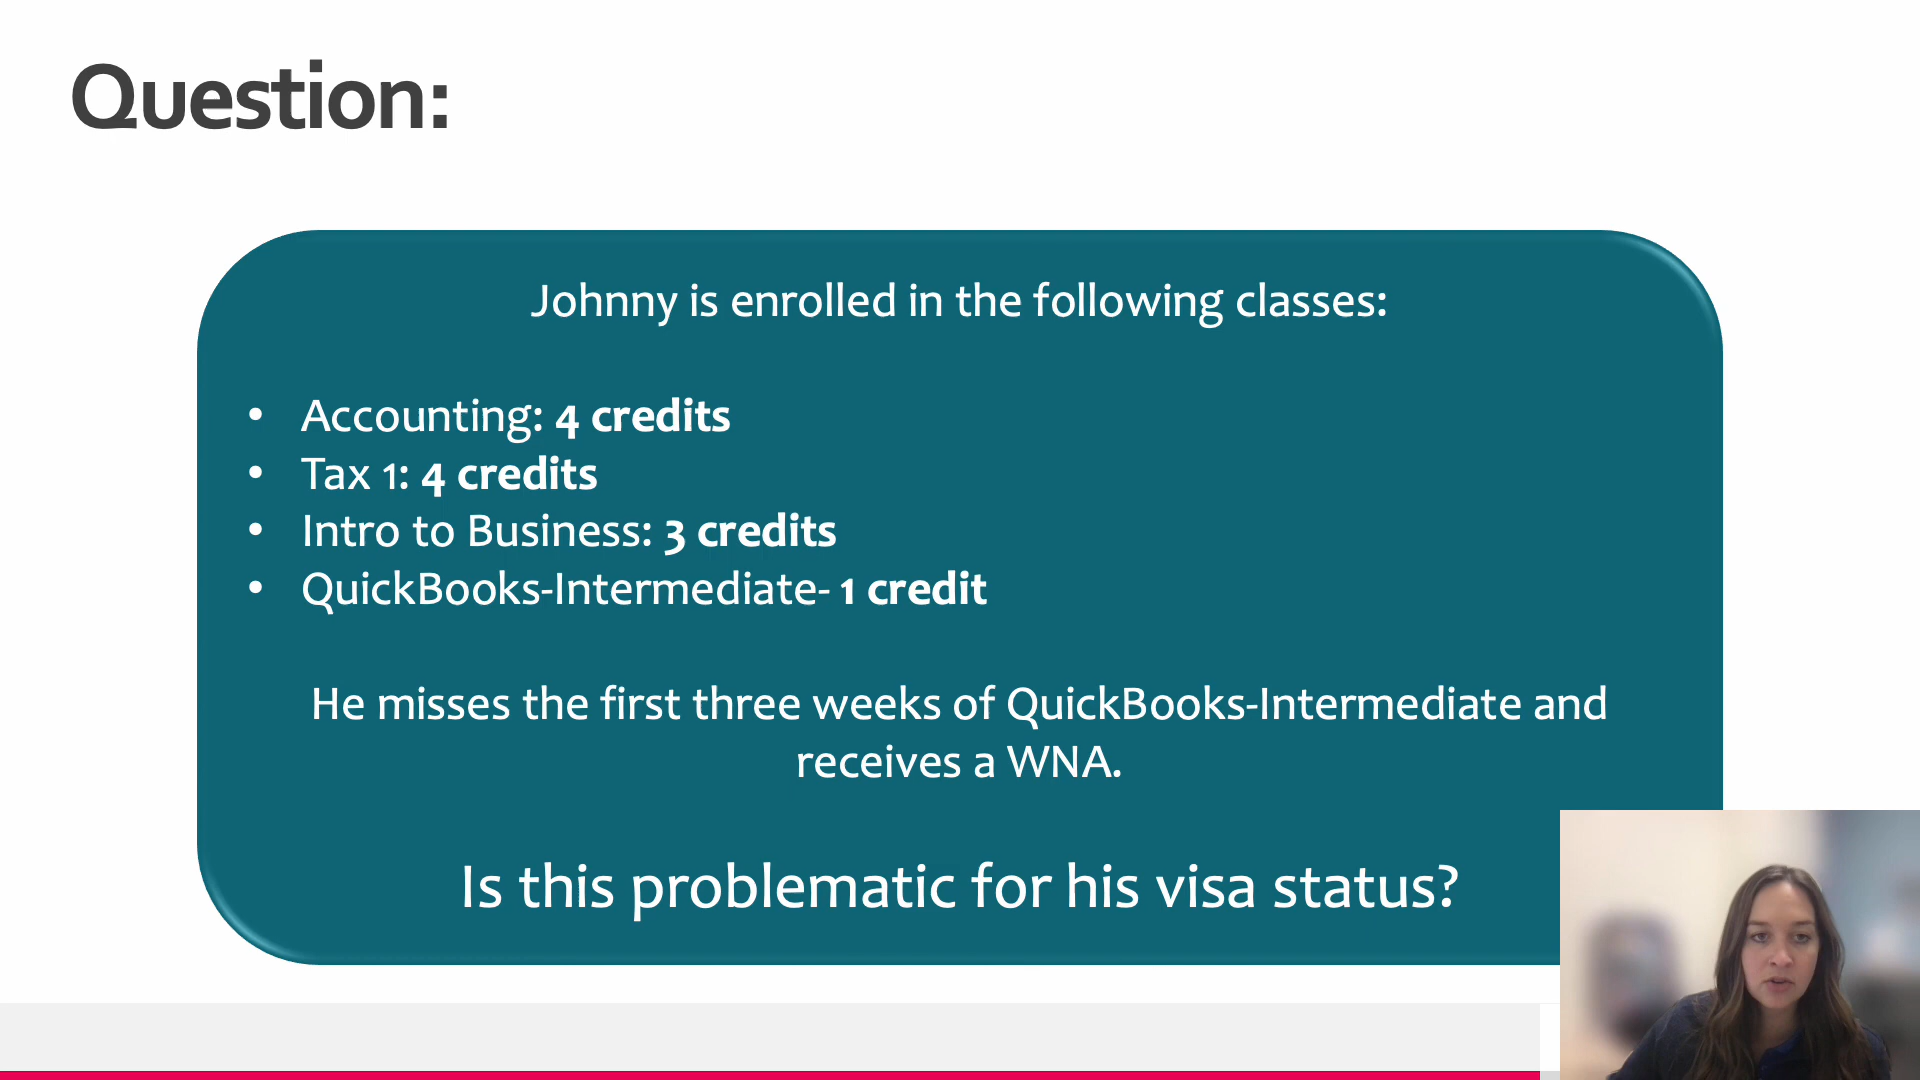 Question:
Johnny is enrolled in the following classes:
• Accounting: 4 credits
• Tax 1: 4 credits
• Intro to Business: 3 credits
• QuickBooks-Intermediate- 1 credit
He misses the first three weeks of QuickBooks-Intermediate and
receives a WNA.
Is this problematic for his visa status?